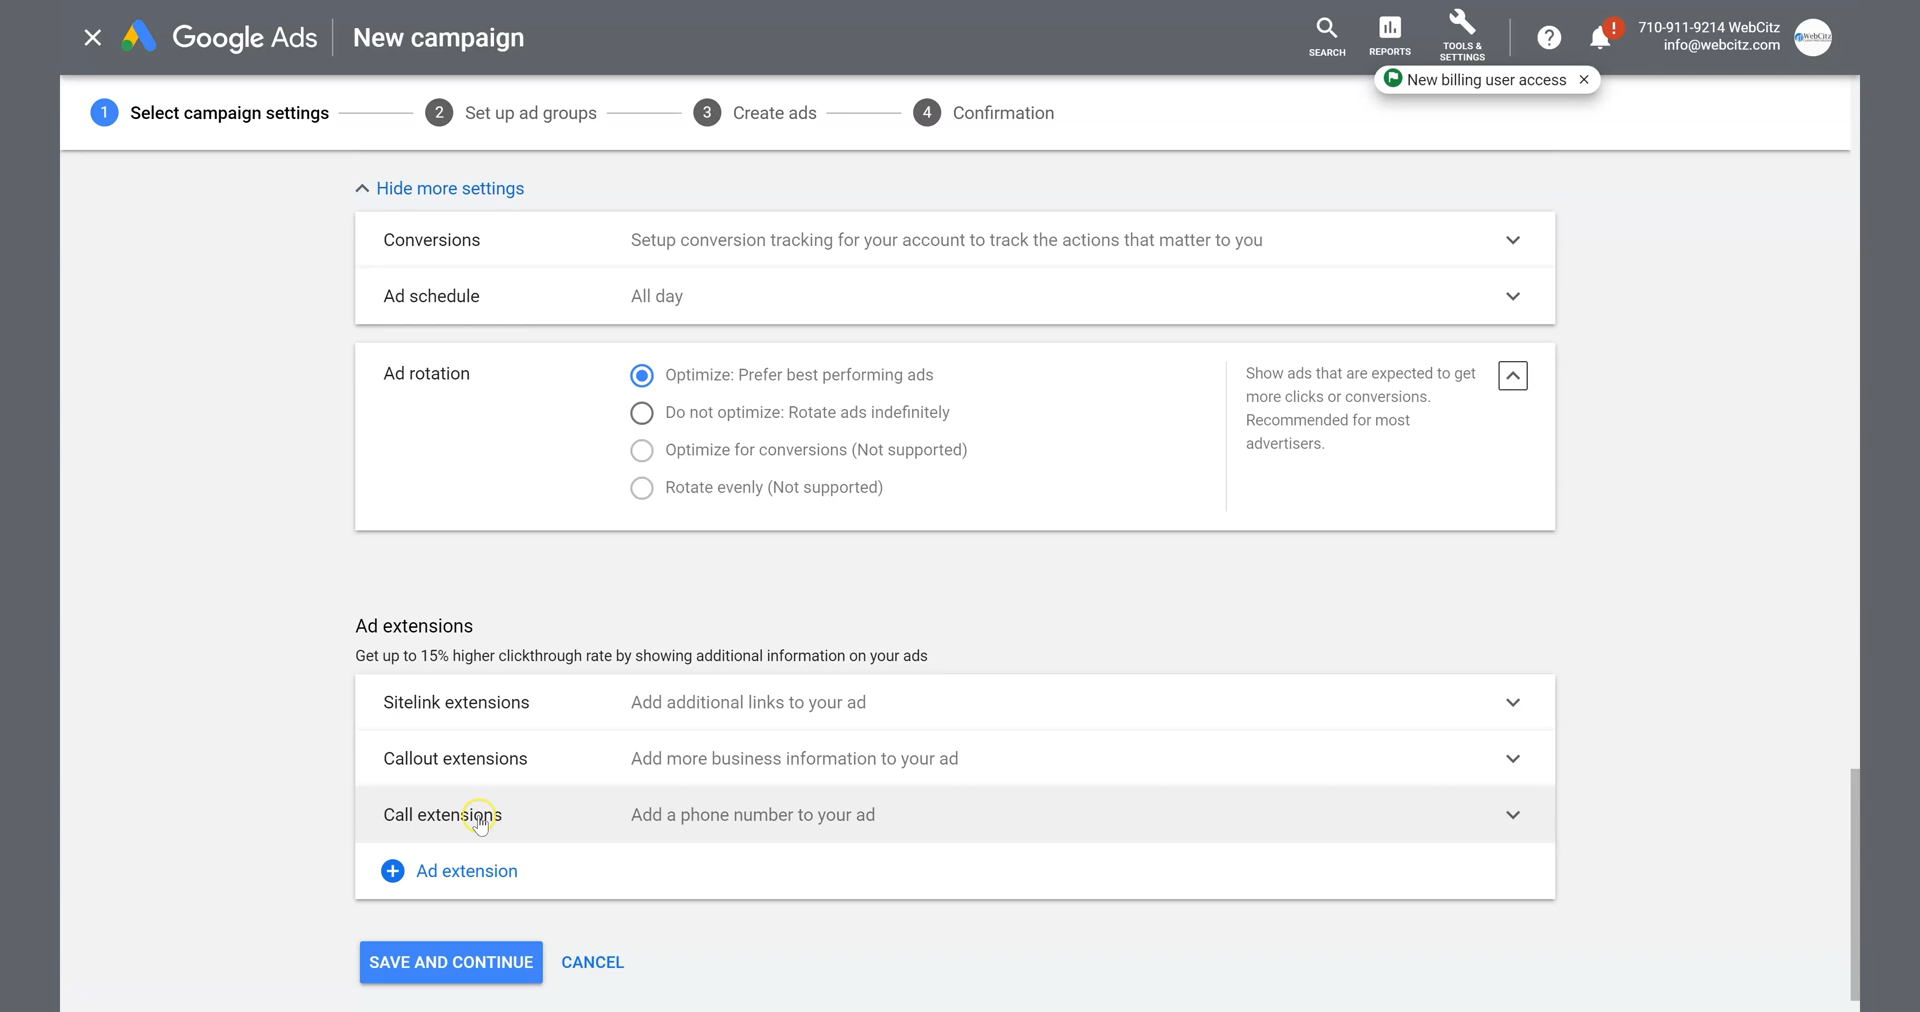 Google Ads
New campaign
SEARCH
REPORTS
TOOLS &
SETTINGS
?
!
710-911-9214 WebCitz
info@webcitz.com
WebCitz
New billing user access
1 Select campaign settings
2 Set up ad groups
3 Create ads
4 Confirmation
Hide more settings
Conversions Setup conversion tracking for your account to track the actions that matter to you
Ad schedule All day
Ad rotation
Optimize: Prefer best performing ads
Do not optimize: Rotate ads indefinitely
Optimize for conversions (Not supported)
Rotate evenly (Not supported)
Show ads that are expected to get
more clicks or conversions.
Recommended for most
advertisers.
Ad extensions
Get up to 15% higher clickthrough rate by showing additional information on your ads
Sitelink extensions Add additional links to your ad
Callout extensions Add more business information to your ad
Call extensions Add a phone number to your ad
Ad extension
SAVE AND CONTINUE
CANCEL